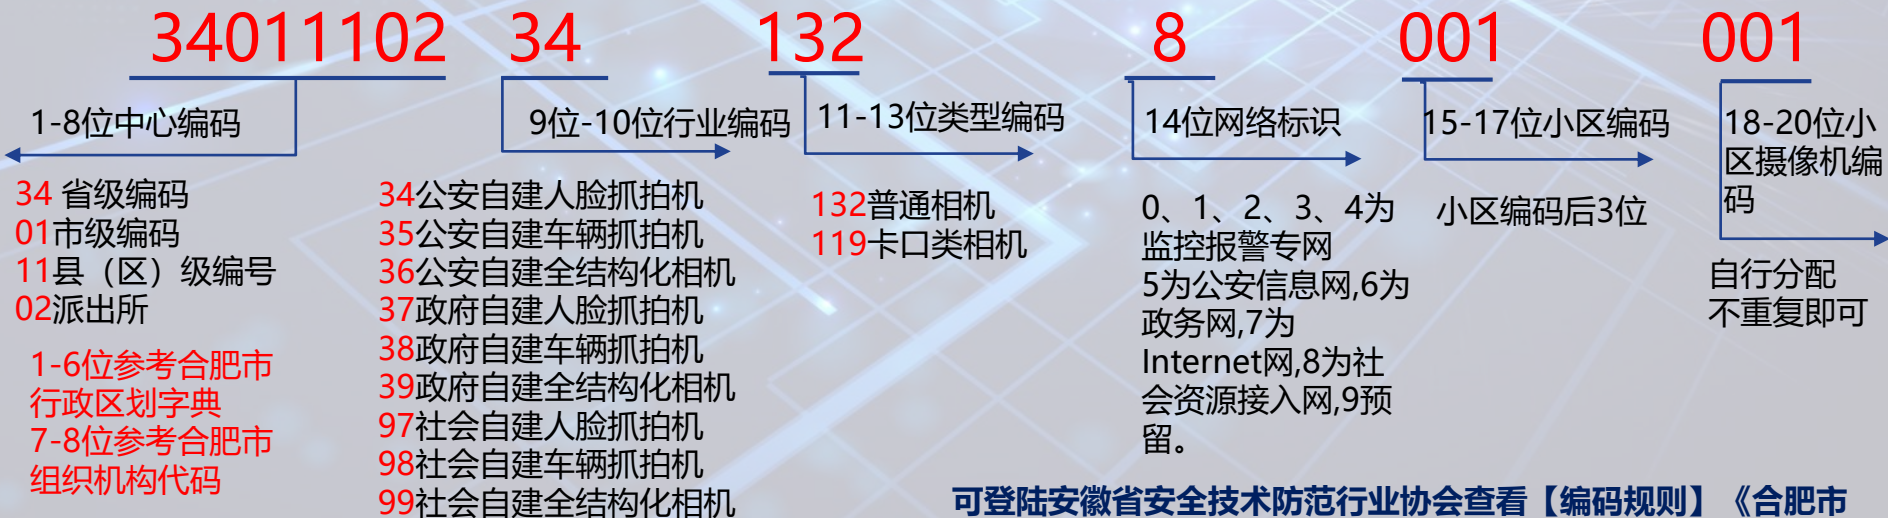 34011102 34 132 8 001 001
1-8位中心编码
34 省级编码
01市级编码
11县（区）级编号
02派出所
1-6位参考合肥市
行政区划字典
7-8位参考合肥市
组织机构代码
9位-10位行业编码
34公安自建人脸抓拍机
35公安自建车辆抓拍机
36公安自建全结构化相机
37政府自建人脸抓拍机
38政府自建车辆抓拍机
39政府自建全结构化相机
97社会自建人脸抓拍机
98社会自建车辆抓拍机
99社会自建全结构化相机
11-13位类型编码
132普通相机
119卡口类相机
14位网络标识
0、1、2、3、4为
监控报警专网
5为公安信息网,6为
政务网,7为
Internet网,8为社
会资源接入网,9预
留。
15-17位小区编码
小区编码后3位
18-20位小
区摄像机编
码
自行分配
不重复即可
可登陆安徽省安全技术防范行业协会查看【编码规则】《合肥市